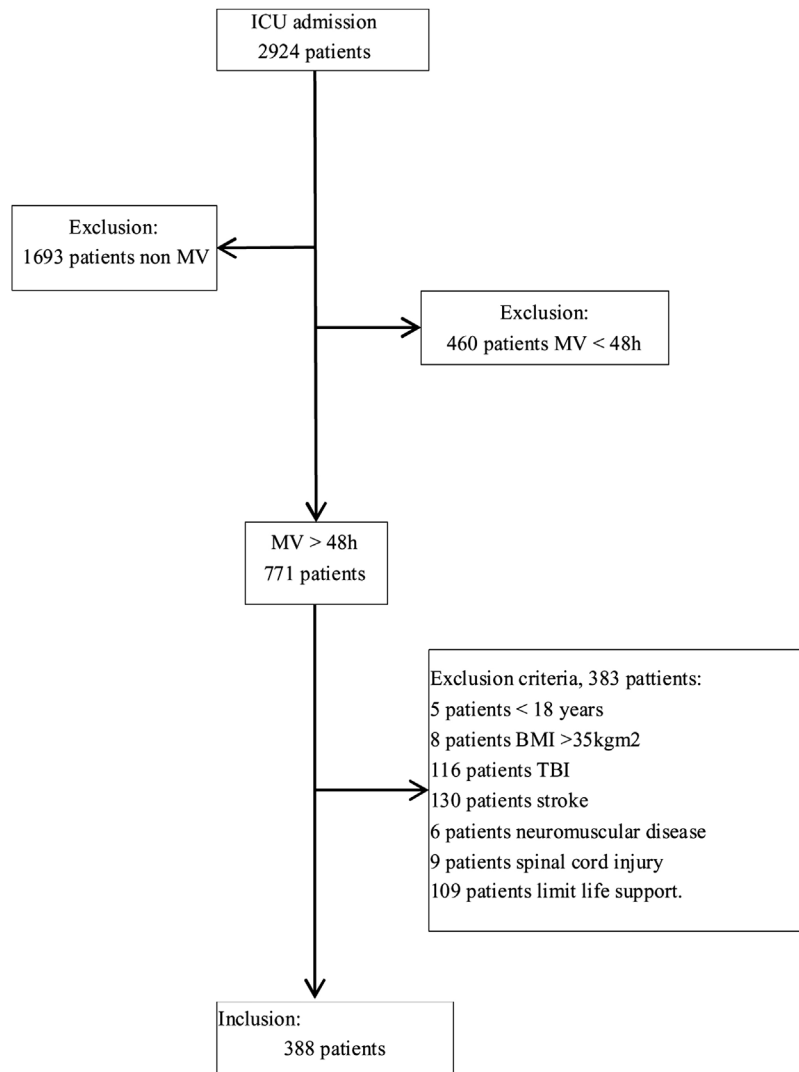 ICU admission
2924 patients
Exclusion:
1693 patients non MV
Exclusion:
460 patients MV < 48h
MV > 48h
771 patients
Exclusion criteria, 383 pattients:
5 patients < 18 years
8 patients BMI >35kgm2
116 patients TBI
130 patients stroke
6 patients neuromuscular disease
9 patients spinal cord injury
109 patients limit life support.
Inclusion:
388 patients